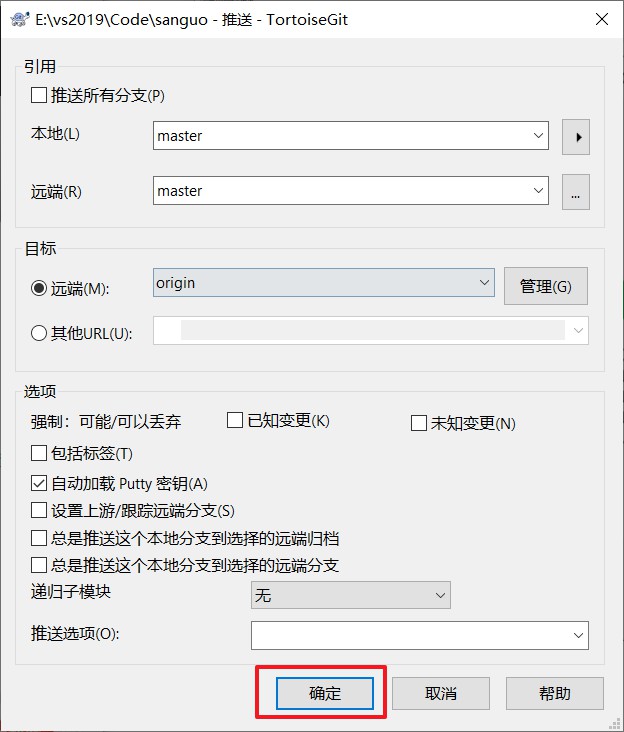 E:\vs2019\Code\sanguo - 推送 - TortoiseGit
引用
推送所有分支(P)
本地(L) master
远端(R) master ...
目标
远端(M): origin 管理(G)
其他URL(U):
选项
强制：可能/可以丢弃 已知变更(K) 未知变更(N)
包括标签(T)
自动加载 Putty 密钥(A)
设置上游/跟踪远端分支(S)
总是推送这个本地分支到选择的远端归档
总是推送这个本地分支到选择的远端分支
递归子模块 无
推送选项(O):
确定 取消 帮助